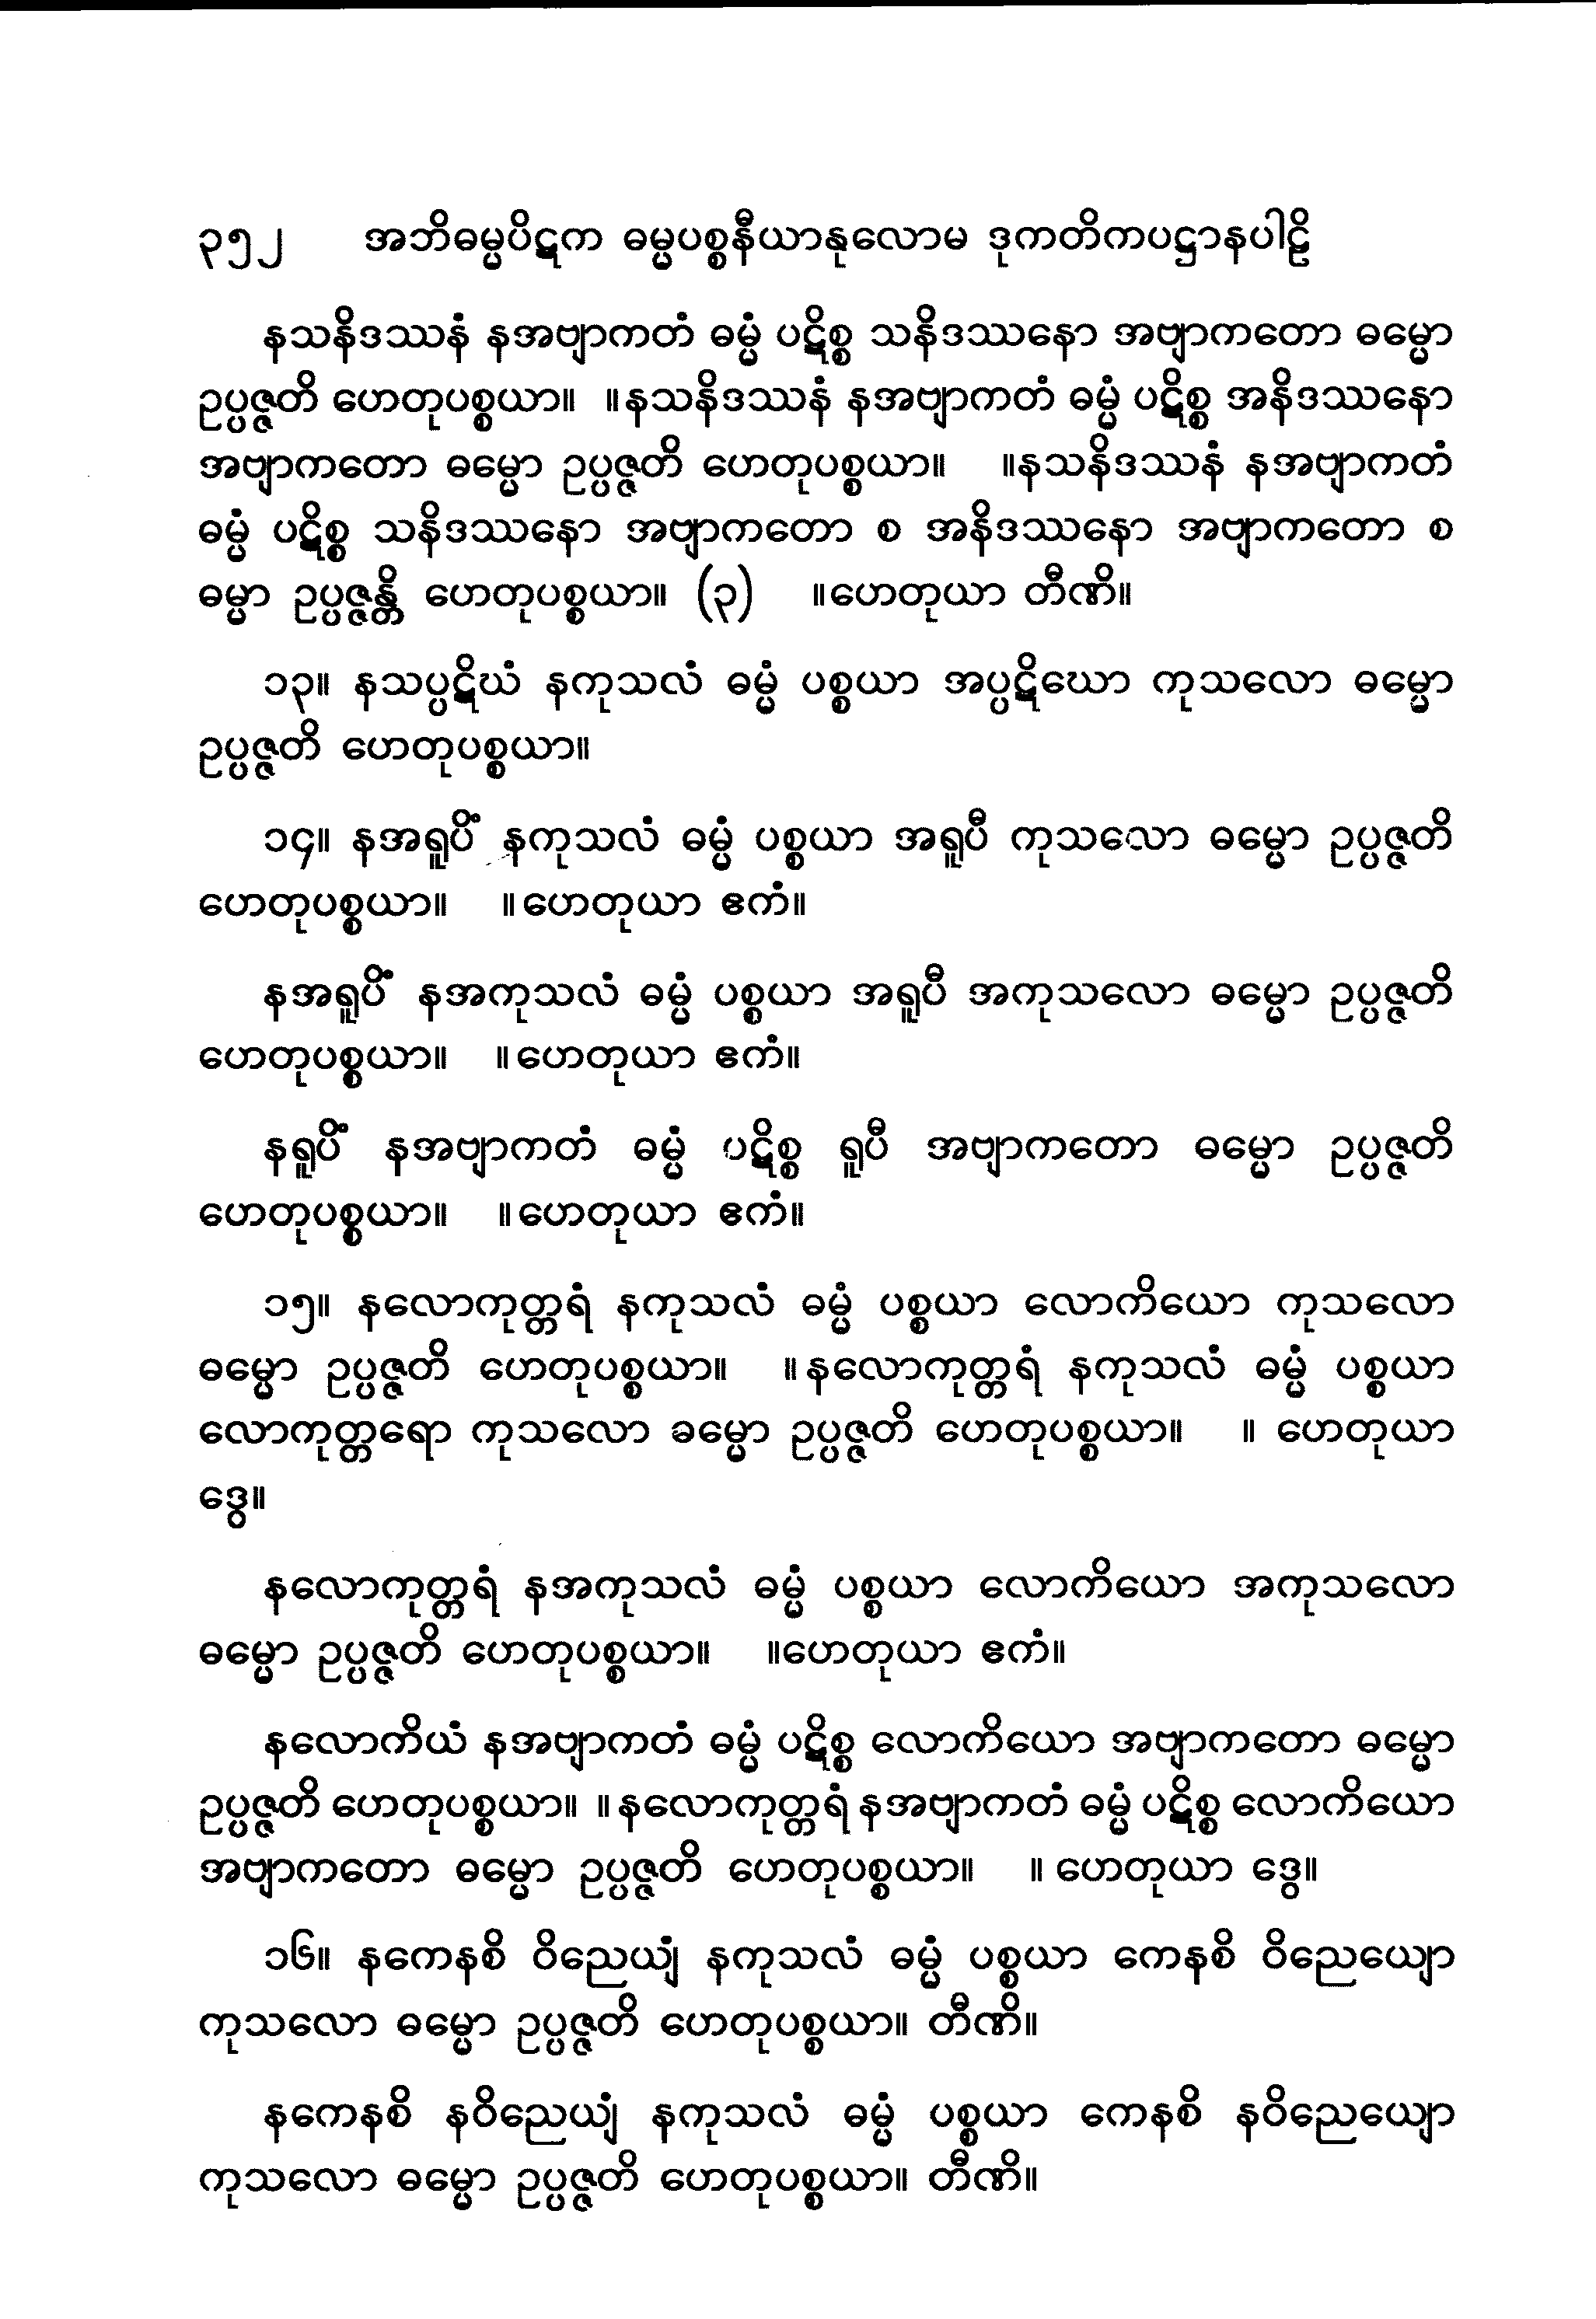 ၃၅၂ အဘိဓမ္မပိဋက ဓမ္မပစ္စနီယာနုလောမ ဒုကတိကပဋ္ဌာနပါဠိ
နသနိဒဿနံ နအဗျာကတံ ဓမ္မံ ပဋိစ္စ သနိဒဿနော အဗျာကတော ဓမ္မော
ဥပ္ပဇ္ဇတိ ဟေတုပစ္စယာ။ ။နသနိဒဿနံ နအဗျာကတံ ဓမ္မံ ပဋိစ္စ အနိဒဿနော
အဗျာကတော ဓမ္မော ဥပ္ပဇ္ဇတိ ဟေတုပစ္စယာ။ ။နသနိဒဿနံ နအဗျာကတံ
ဓမ္မံ ပဋိစ္စ သနိဒဿနော အဗျာကတော စ အနိဒဿနော အဗျာကတော စ
ဓမ္မာ ဥပ္ပဇ္ဇန္တိ ဟေတုပစ္စယာ။ (၃) ။ဟေတုယာ တီဏိ။
၁၃။ နသပ္ပဋိဃံ နကုသလံ ဓမ္မံ ပစ္စယာ အပ္ပဋိဃော ကုသလော ဓမ္မော
ဥပ္ပဇ္ဇတိ ဟေတုပစ္စယာ။
၁၄။ နအရူပိံ နကုသလံ ဓမ္မံ ပစ္စယာ အရူပီ ကုသလော ဓမ္မော ဥပ္ပဇ္ဇတိ
ဟေတုပစ္စယာ။ ။ဟေတုယာ ဧကံ။
နအရူပိံ နအကုသလံ ဓမ္မံ ပစ္စယာ အရူပီ အကုသလော ဓမ္မော ဥပ္ပဇ္ဇတိ
ဟေတုပစ္စယာ။ ။ဟေတုယာ ဧကံ။
နရူပိံ နအဗျာကတံ ဓမ္မံ ပဋိစ္စ ရူပီ အဗျာကတော ဓမ္မော ဥပ္ပဇ္ဇတိ
ဟေတုပစ္စယာ။ ။ဟေတုယာ ဧကံ။
၁၅။ နလောကုတ္တရံ နကုသလံ ဓမ္မံ ပစ္စယာ လောကိယော ကုသလော
ဓမ္မော ဥပ္ပဇ္ဇတိ ဟေတုပစ္စယာ။ ။နလောကုတ္တရံ နကုသလံ ဓမ္မံ ပစ္စယာ
လောကုတ္တရော ကုသလော ခမ္မော ဥပ္ပဇ္ဇတိ ဟေတုပစ္စယာ။ ။ ဟေတုယာ
ဒွေ။
နလောကုတ္တရံ နအကုသလံ ဓမ္မံ ပစ္စယာ လောကိယော အကုသလော
ဓမ္မော ဥပ္ပဇ္ဇတိ ဟေတုပစ္စယာ။ ။ဟေတုယာ ဧကံ။
နလောကိယံ နအဗျာကတံ ဓမ္မံ ပဋိစ္စ လောကိယော အဗျာကတော ဓမ္မော
ဥပ္ပဇ္ဇတိ ဟေတုပစ္စယာ။ ။နလောကုတ္တရံ နအဗျာကတံ ဓမ္မံ ပဋိစ္စ လောကိယော
အဗျာကတော ဓမ္မော ဥပ္ပဇ္ဇတိ ဟေတုပစ္စယာ။ ။ ဟေတုယာ ဒွေ။
၁၆။ နကေနစိ ဝိညေယျံ နကုသလံ ဓမ္မံ ပစ္စယာ ကေနစိ ဝိညေယျော
ကုသလော ဓမ္မော ဥပ္ပဇ္ဇတိ ဟေတုပစ္စယာ။ တီဏိ။
နကေနစိ နဝိညေယျံ နကုသလံ ဓမ္မံ ပစ္စယာ ကေနစိ နဝိညေယျော
ကုသလော ဓမ္မော ဥပ္ပဇ္ဇတိ ဟေတုပစ္စယာ။ တီဏိ။